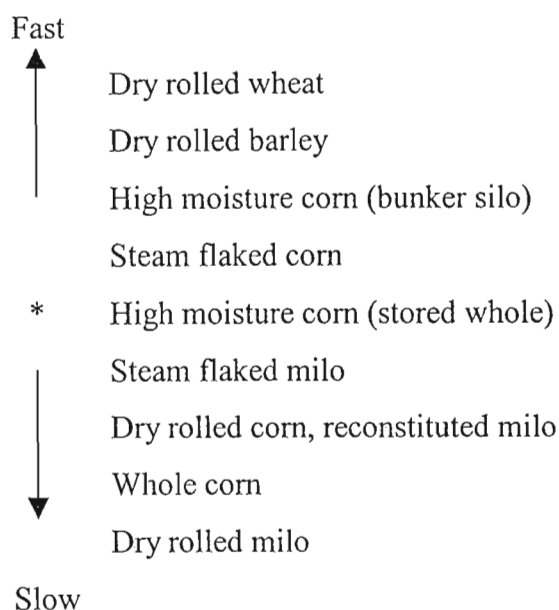 Fast
Dry rolled wheat
Dry rolled barley
High moisture corn (bunker silo)
Steam flaked corn
* High moisture corn (stored whole)
Steam flaked milo
Dry rolled corn, reconstituted milo
Whole corn
Dry rolled milo
Slow